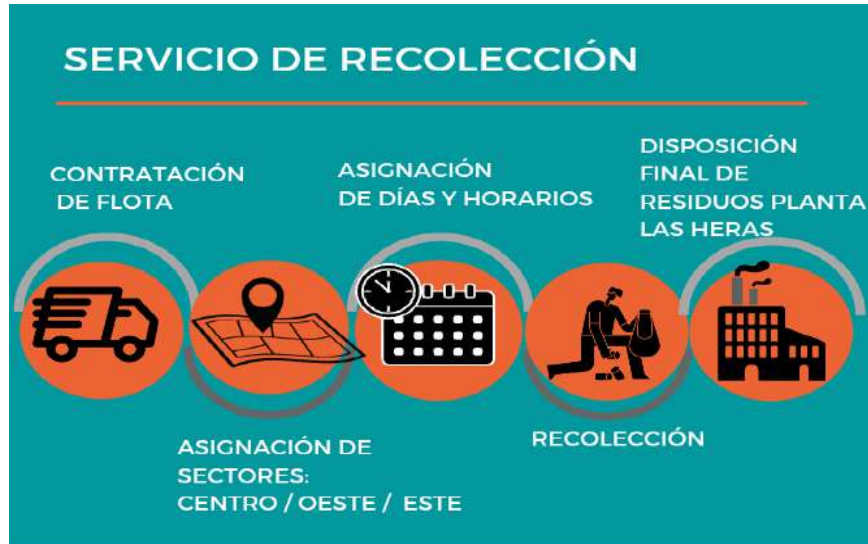 SERVICIO DE RECOLECCIÓN
CONTRATACIÓN
DE FLOTA
ASIGNACIÓN DE
SECTORES:
CENTRO / OESTE / ESTE
ASIGNACIÓN
DE DÍAS Y HORARIOS
RECOLECCIÓN
DISPOSICIÓN
FINAL DE
RESIDUOS PLANTA
LAS HERAS